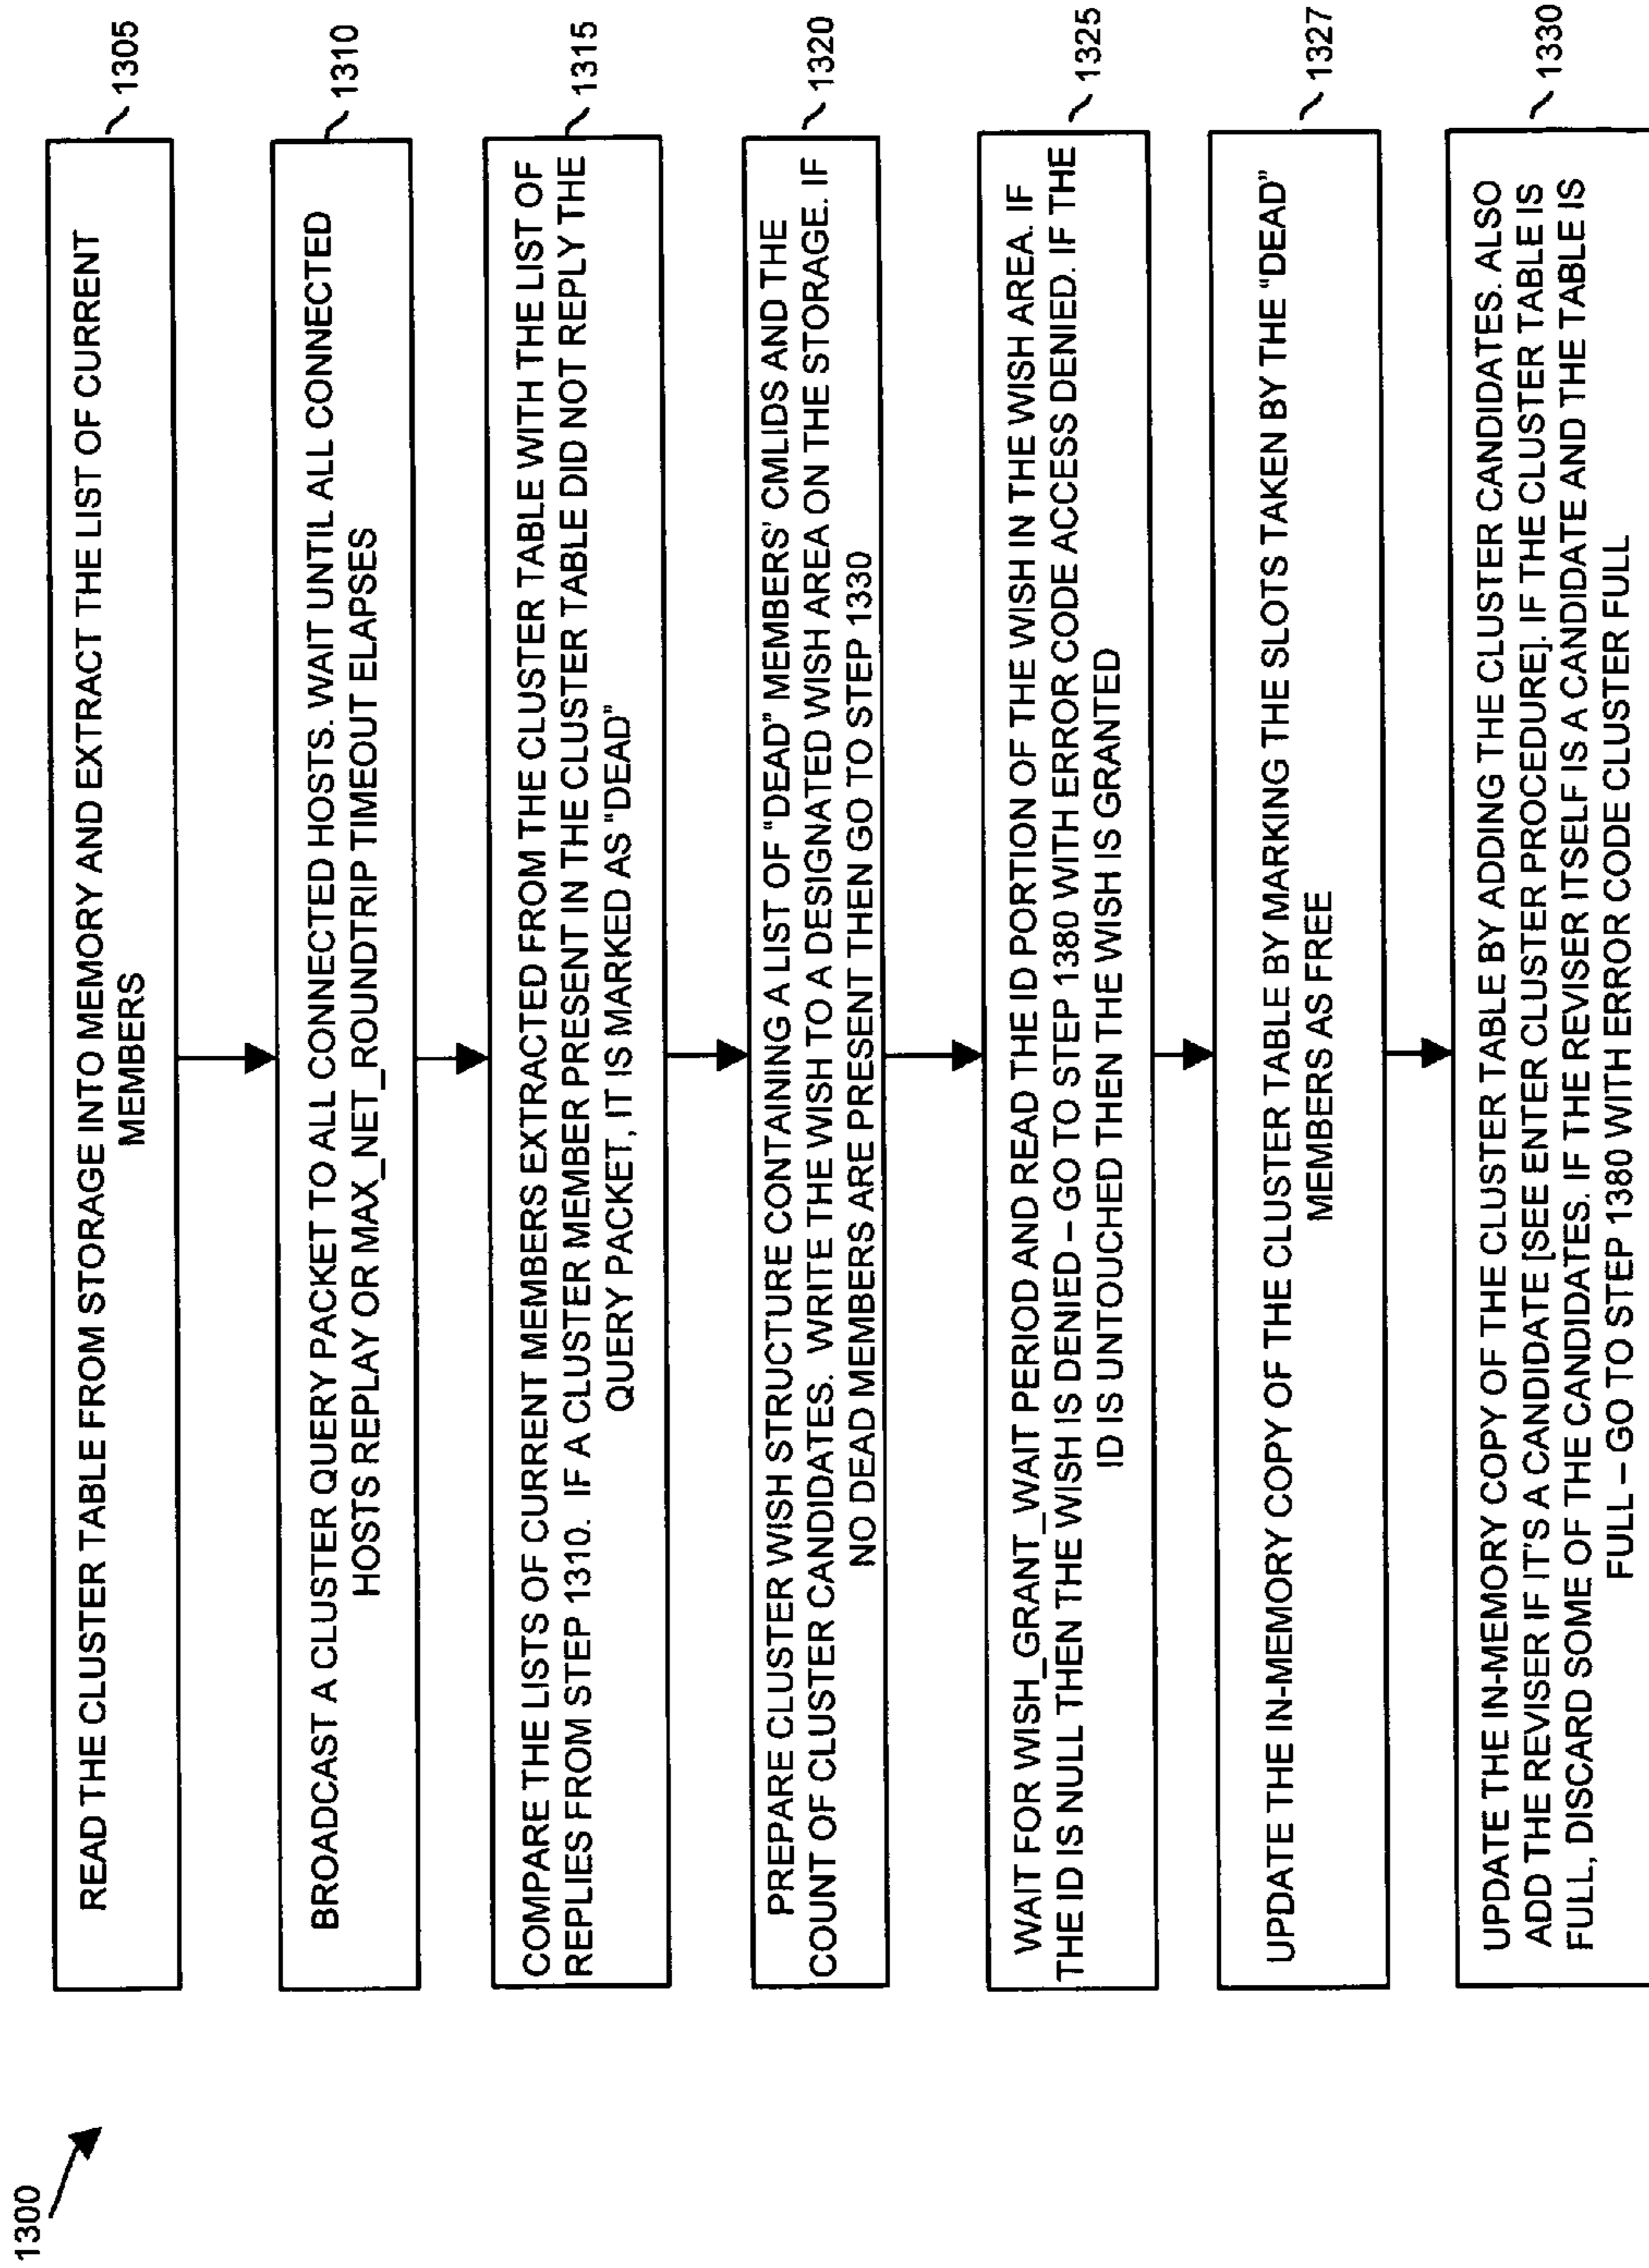 1300
READ THE CLUSTER TABLE FROM STORAGE INTO MEMORY AND EXTRACT THE LIST OF CURRENT
MEMBERS
1305
BROADCAST A CLUSTER QUERY PACKET TO ALL CONNECTED HOSTS. WAIT UNTIL ALL CONNECTED
HOSTS REPLAY OR MAX_NET_ROUNDTRIP TIMEOUT ELAPSES
1310
COMPARE THE LISTS OF CURRENT MEMBERS EXTRACTED FROM THE CLUSTER TABLE WITH THE LIST OF
REPLIES FROM STEP 1310. IF A CLUSTER MEMBER PRESENT IN THE CLUSTER TABLE DID NOT REPLY THE
QUERY PACKET, IT IS MARKED AS "DEAD"
1315
PREPARE CLUSTER WISH STRUCTURE CONTAINING A LIST OF "DEAD" MEMBERS' CMLIDS AND THE
COUNT OF CLUSTER CANDIDATES. WRITE THE WISH TO A DESIGNATED WISH AREA ON THE STORAGE. IF
NO DEAD MEMBERS ARE PRESENT THEN GO TO STEP 1330
1320
WAIT FOR WISH_GRANT_WAIT PERIOD AND READ THE ID PORTION OF THE WISH IN THE WISH AREA. IF
THE ID IS NULL THEN THE WISH IS DENIED – GO TO STEP 1380 WITH ERROR CODE ACCESS DENIED. IF THE
ID IS UNTOUCHED THEN THE WISH IS GRANTED
1325
UPDATE THE IN-MEMORY COPY OF THE CLUSTER TABLE BY MARKING THE SLOTS TAKEN BY THE "DEAD"
MEMBERS AS FREE
1327
UPDATE THE IN-MEMORY COPY OF THE CLUSTER TABLE BY ADDING THE CLUSTER CANDIDATES. ALSO
ADD THE REVISER IF IT'S A CANDIDATE [SEE ENTER CLUSTER PROCEDURE]. IF THE CLUSTER TABLE IS
FULL, DISCARD SOME OF THE CANDIDATES. IF THE REVISER ITSELF IS A CANDIDATE AND THE TABLE IS
FULL – GO TO STEP 1380 WITH ERROR CODE CLUSTER FULL
1330